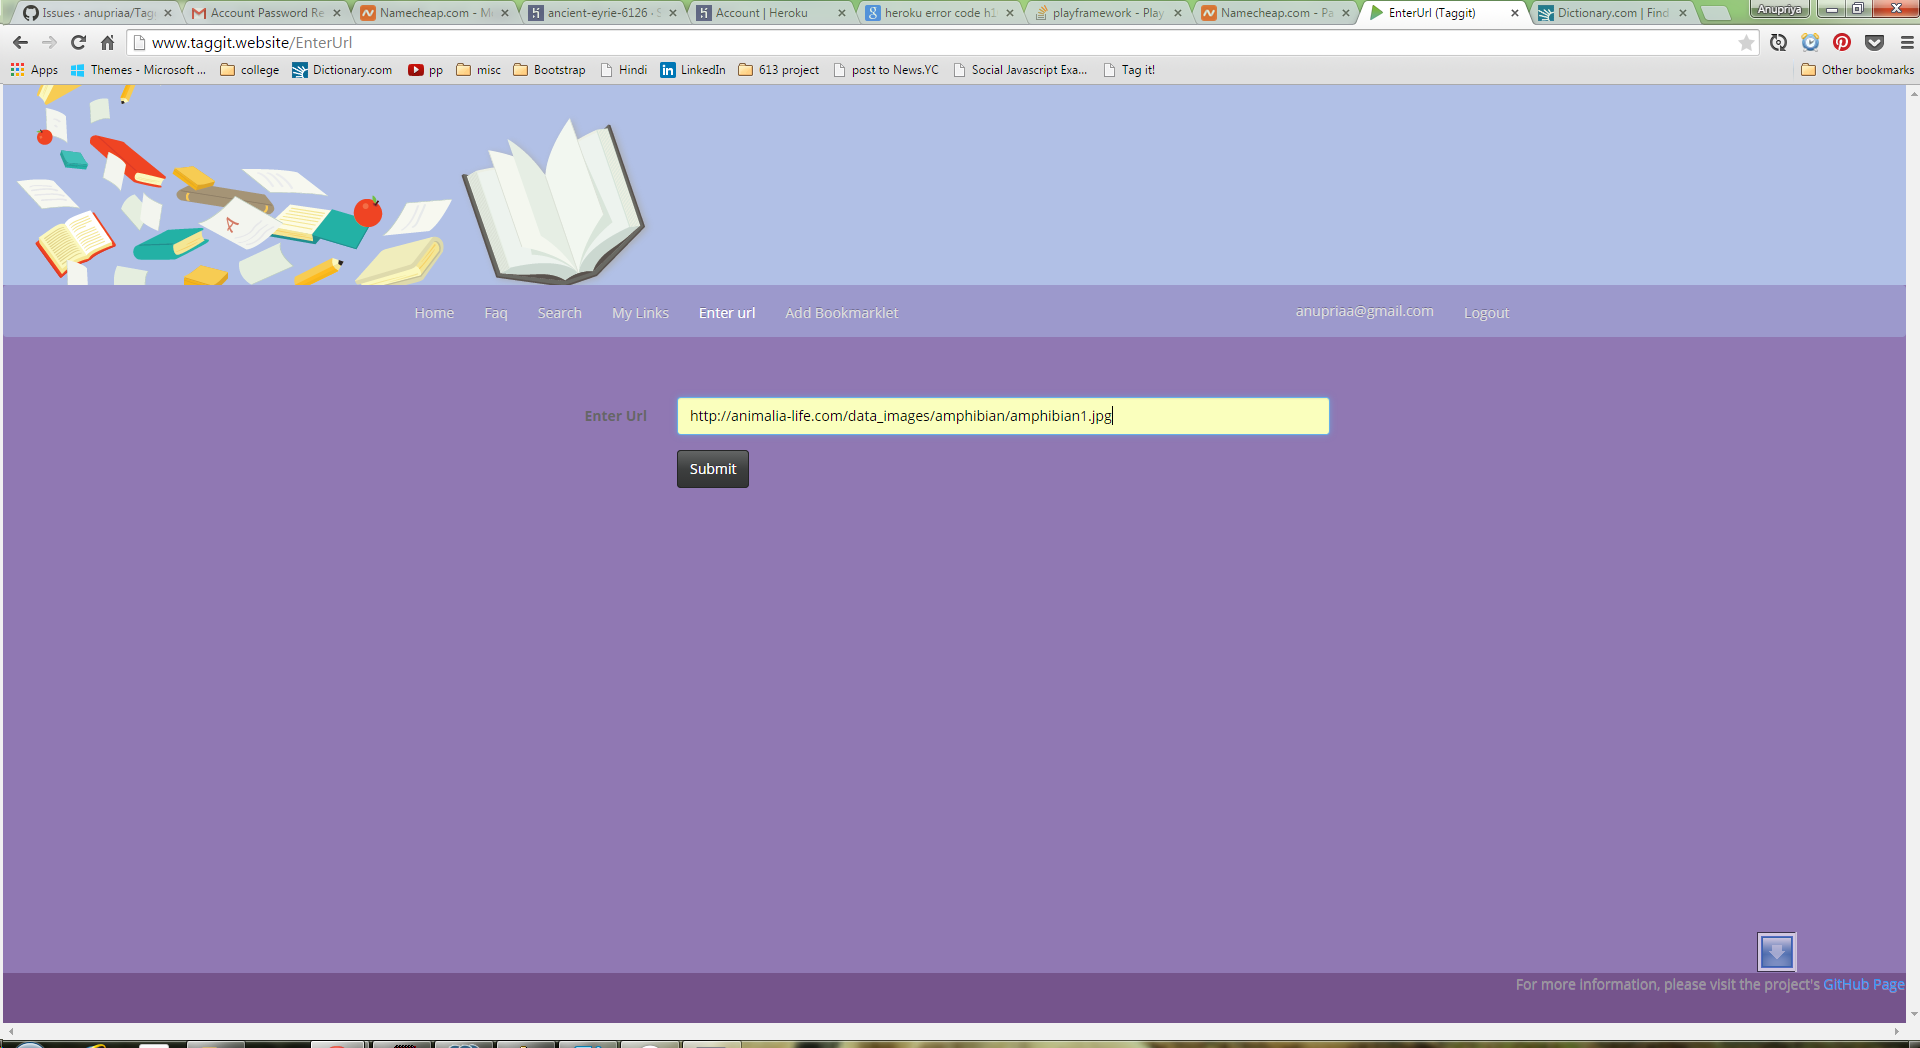 Issues · anupriaa/Tag
Account Password Re
Namecheap.com - M
ancient-eyrie-6126 ·
Account | Heroku
heroku error code h1
playframework - Play
Namecheap.com - Pa
EnterUrl (Taggit)
Dictionary.com | Find
Anupriya
www.taggit.website/EnterUrl
Apps
Themes - Microsoft ...
college
Dictionary.com
pp
misc
Bootstrap
Hindi
LinkedIn
613 project
post to News.YC
Social Javascript Exa...
Tag it!
Other bookmarks
A
Home
Faq
Search
My Links
Enter url
Add Bookmarklet
anupriaa@gmail.com
Logout
Enter Url
http://animalia-life.com/data_images/amphibian/amphibian1.jpg
Submit
For more information, please visit the project's GitHub Page